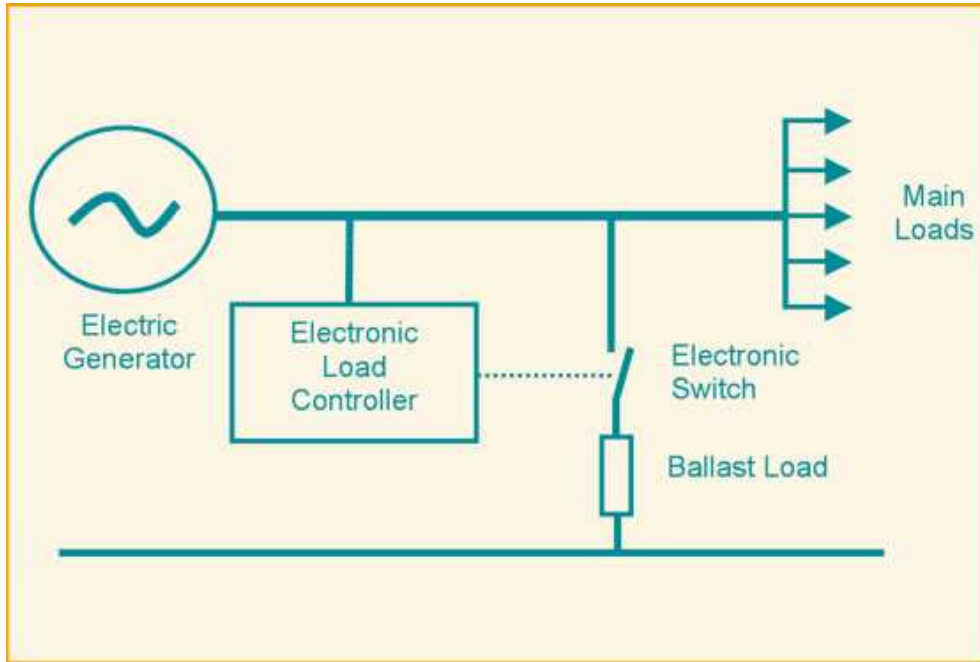 Electric
Generator
Electronic
Load
Controller
Electronic
Switch
Ballast Load
Main
Loads